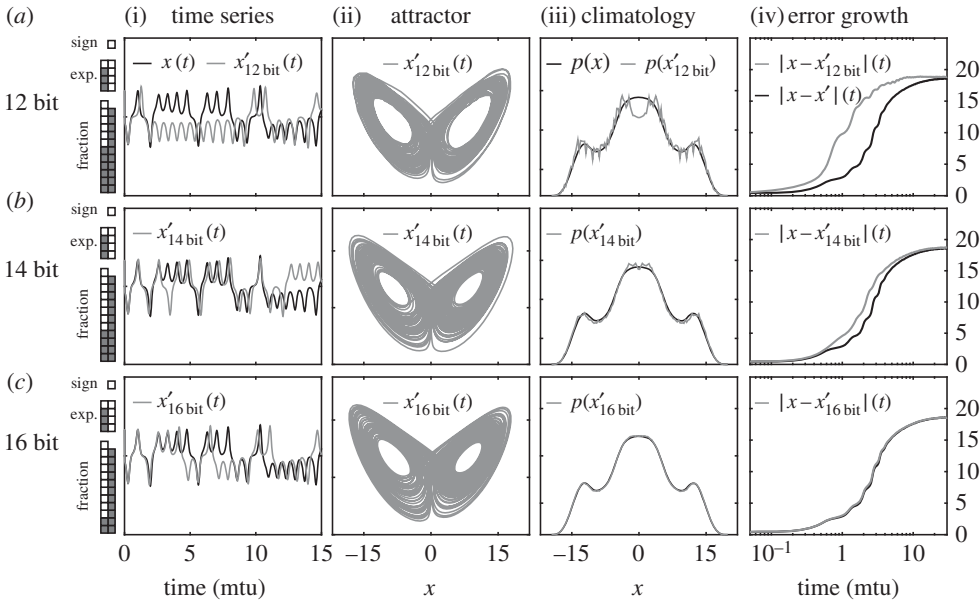 (a) (i) time series (ii) attractor (iii) climatology (iv) error growth
sign
exp.
12 bit
fraction
x(t) x′12 bit(t)
x′12 bit(t)
p(x) p(x′12 bit)
|x–x′12 bit|(t)
|x–x′|(t)
20
15
10
5
0
(b)
sign
exp.
14 bit
fraction
x′14 bit(t)
x′14 bit(t)
p(x′14 bit)
|x–x′14 bit|(t)
20
15
10
5
0
(c)
sign
exp.
16 bit
fraction
x′16 bit(t)
x′16 bit(t)
p(x′16 bit)
|x–x′16 bit|(t)
20
15
10
5
0
0 5 10 15 –15 0 15 –15 0 15 10–1 1 10
time (mtu) x x time (mtu)